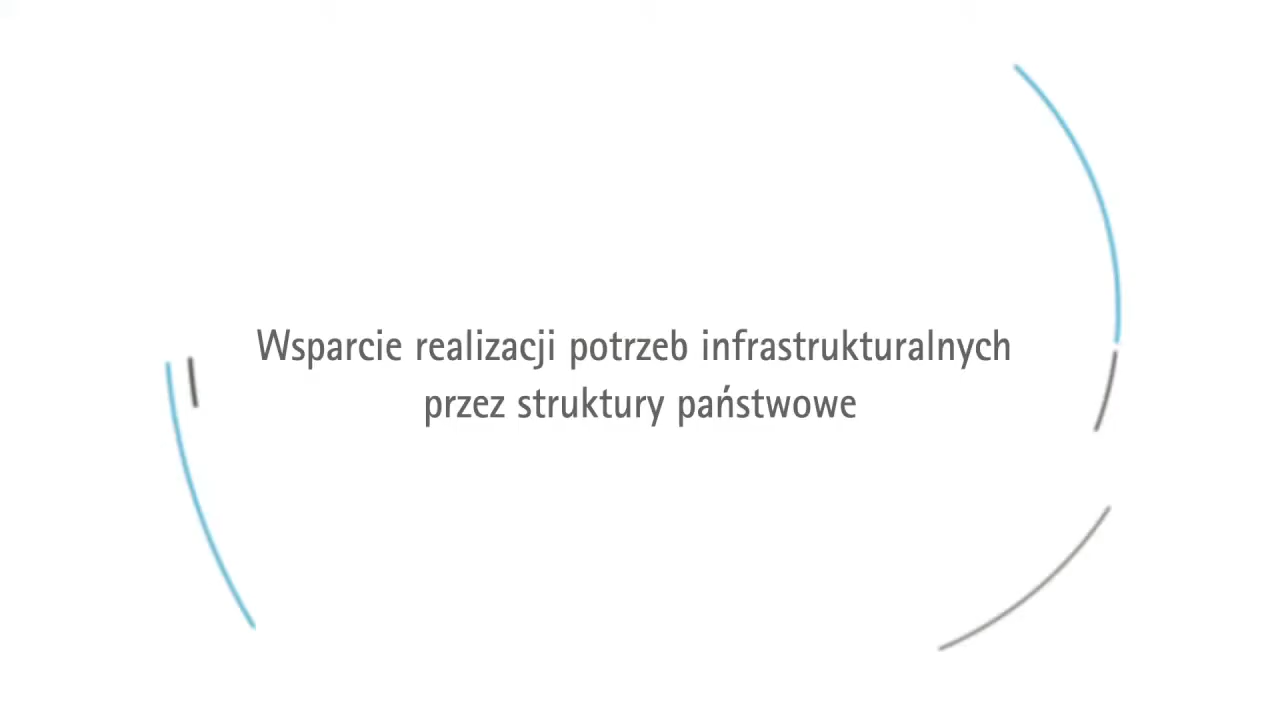 Wsparcie realizacji potrzeb infrastrukturalnych
przez struktury państwowe